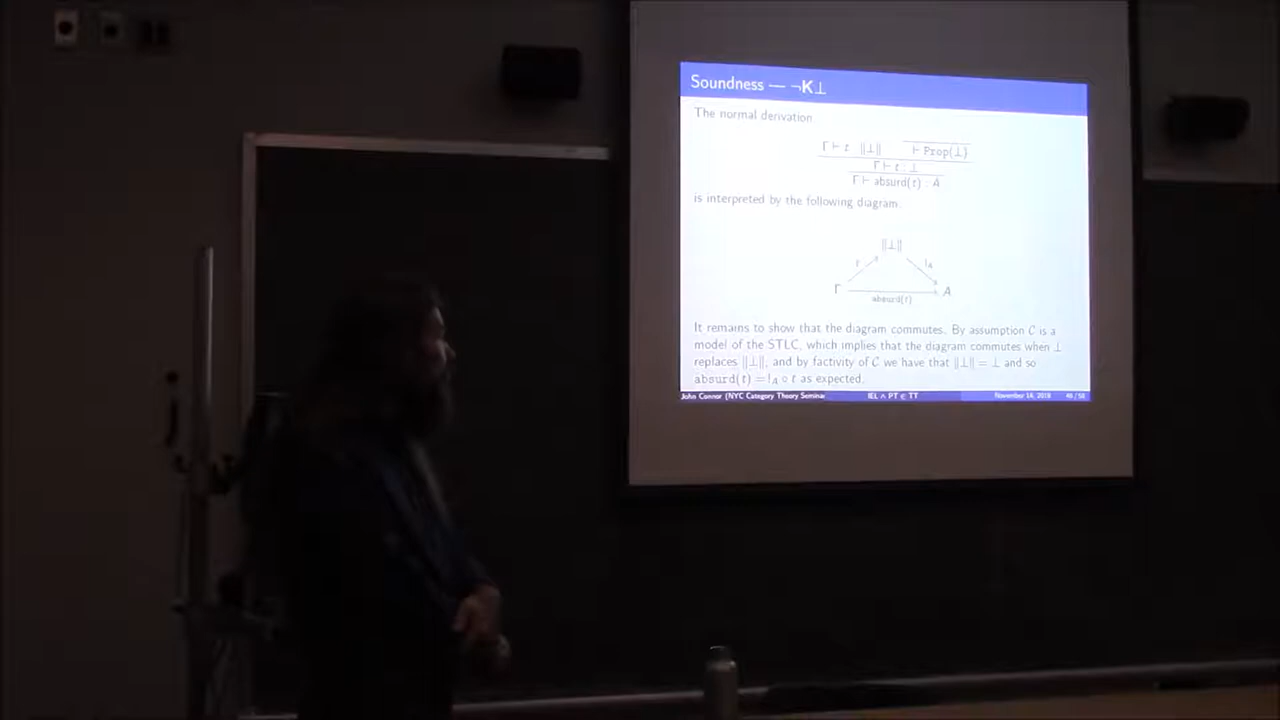 Soundness — ¬K⊥
The normal derivation
Γ ⊢ t : ‖⊥‖ ⊢ Prop(⊥)
Γ ⊢ t : ⊥
Γ ⊢ absurd(t) : A
is interpreted by the following diagram.
‖⊥‖
t !A
Γ A
absurd(t)
It remains to show that the diagram commutes. By assumption C is a
model of the STLC, which implies that the diagram commutes when ⊥
replaces ‖⊥‖, and by factivity of C we have that ‖⊥‖ = ⊥ and so
absurd(t) = !A ∘ t as expected.
John Connor (NYC Category Theory Seminar IEL ∧ PT ∈ TT November 14, 2018